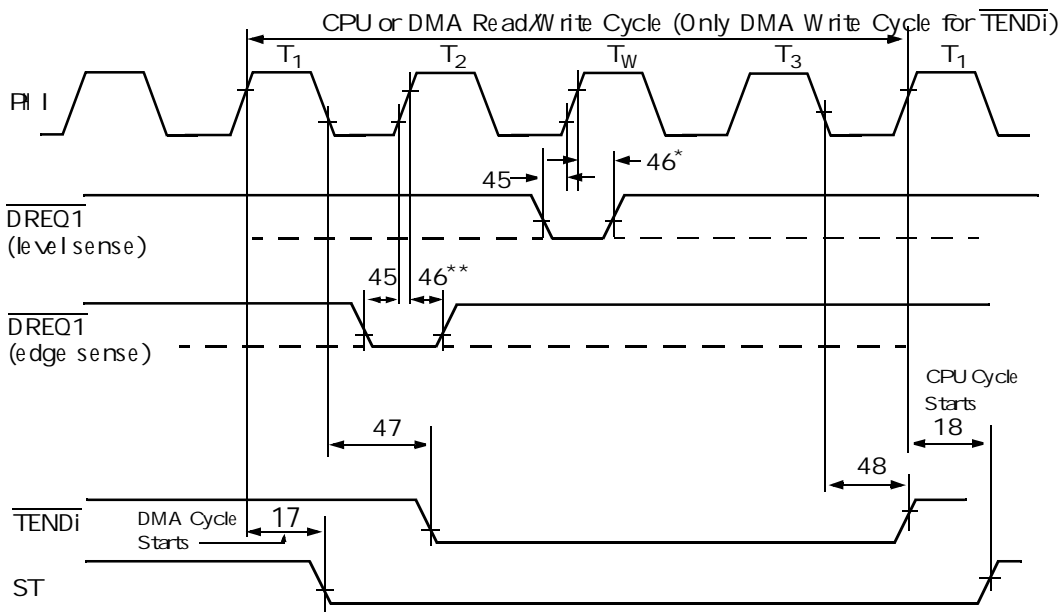 CPU or DMA Read/Write Cycle (Only DMA Write Cycle for TENDi)
T1 T2 TW T3 T1
PHI
45 46*
DREQ1
(level sense)
45 46**
DREQ1
(edge sense)
CPU Cycle
Starts
47 18
48
TENDi
DMA Cycle
Starts
17
ST